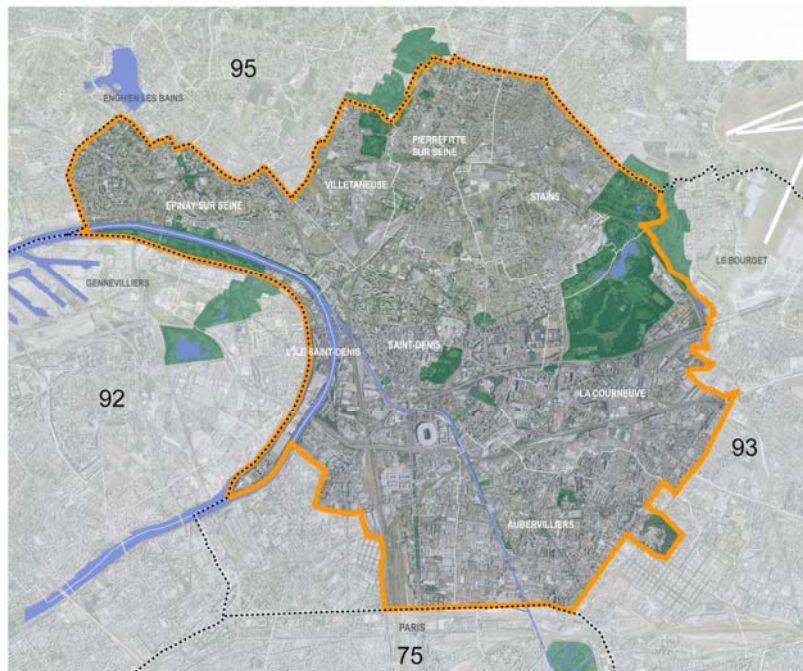 95
ENGHIEN LES BAINS
PIERREFITTE
SUR SEINE
VILLETANEUSE
EPINAY SUR SEINE
STAINS
LE BOURGET
GENNEVILLIERS
L'ILE SAINT-DENIS
SAINT-DENIS
92
LA COURNEUVE
93
AUBERVILLIERS
PARIS
75